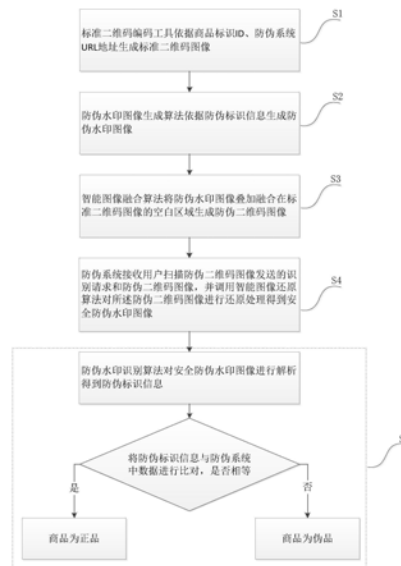 S1
标准二维码编码工具依据商品标识ID、防伪系统
URL地址生成标准二维码图像
S2
防伪水印图像生成算法依据防伪标识信息生成防
伪水印图像
S3
智能图像融合算法将防伪水印图像叠加融合在标
准二维码图像的空白区域生成防伪二维码图像
S4
防伪系统接收用户扫描防伪二维码图像发送的识
别请求和防伪二维码图像，并调用智能图像还原
算法对所述防伪二维码图像进行还原处理得到安
全防伪水印图像
防伪水印识别算法对安全防伪水印图像进行解析
得到防伪标识信息
将防伪标识信息与防伪系统
中数据进行比对，是否相等
是
否
商品为正品
商品为伪品